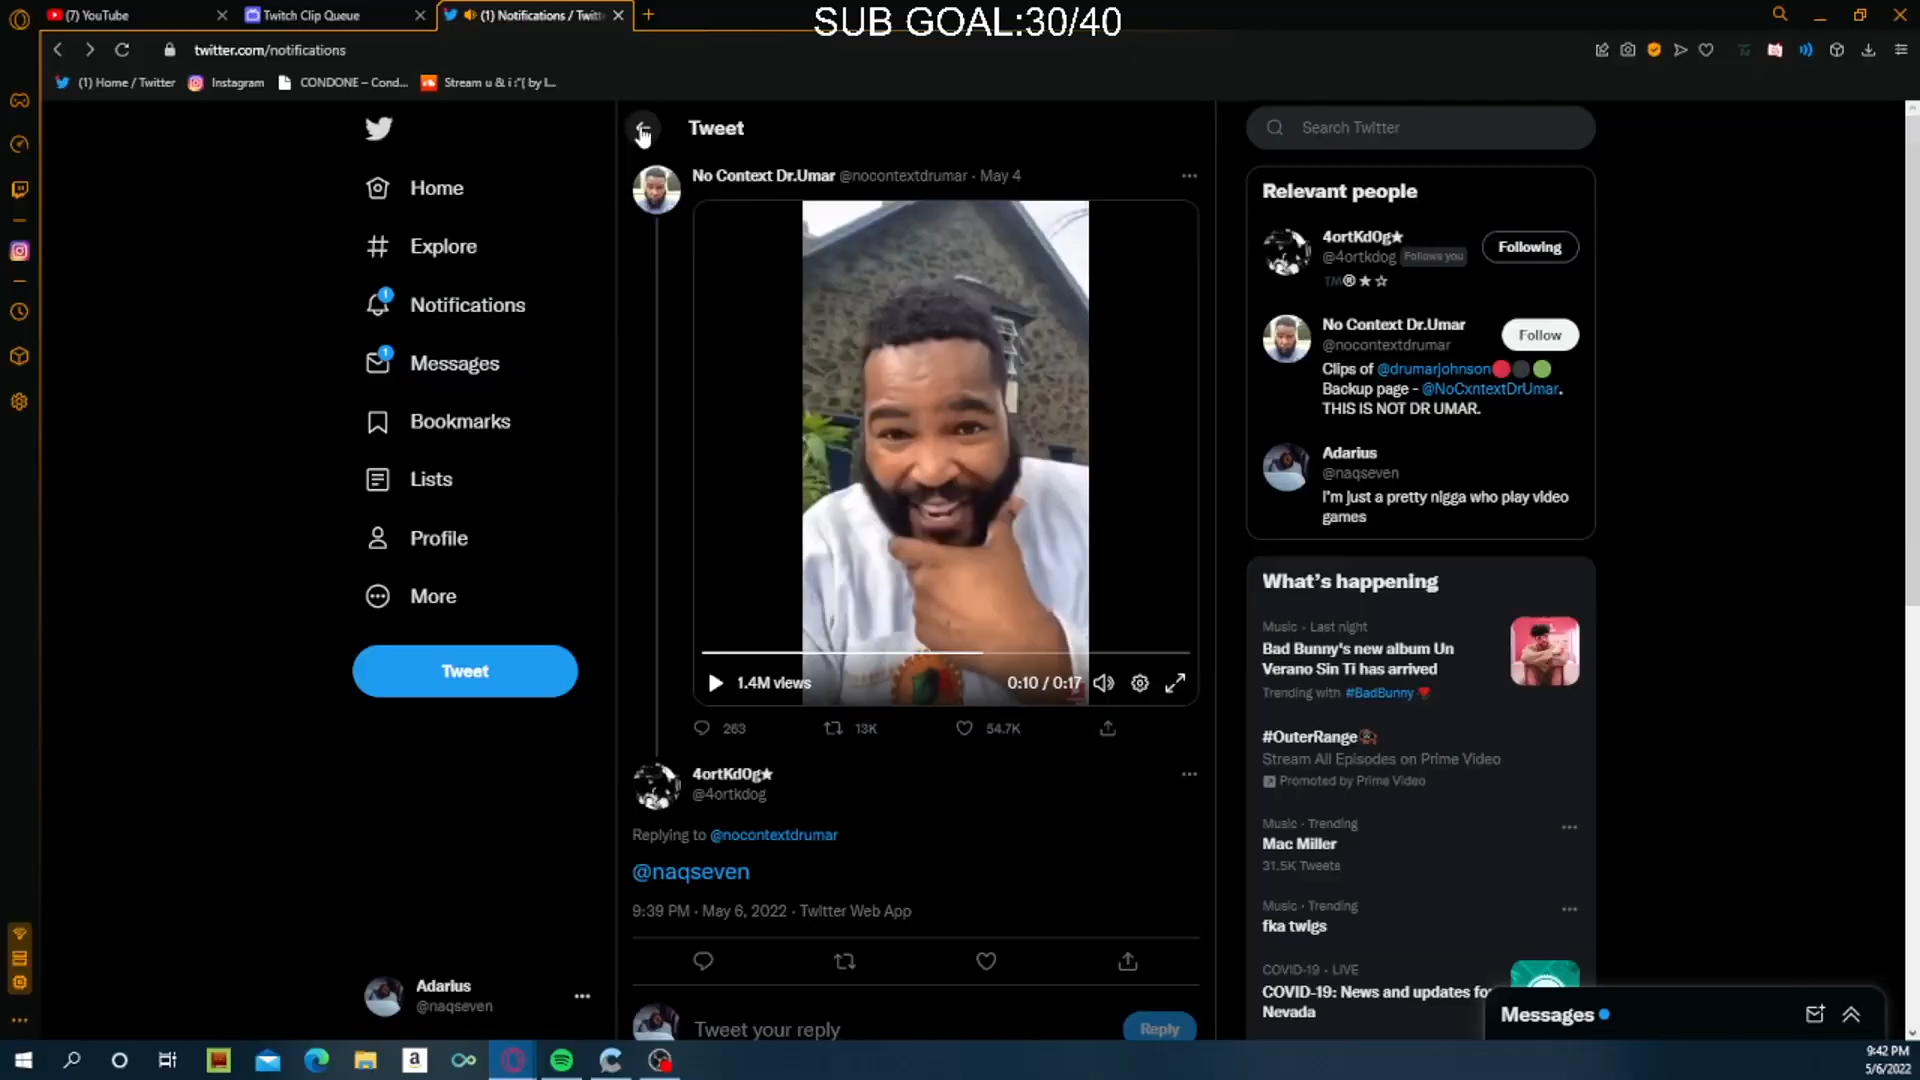 (7) YouTube
Twitch Clip Queue
(1) Notifications / Twitt
SUB GOAL:30/40
twitter.com/notifications
(1) Home / Twitter
Instagram
CONDONE – Cond...
Stream u & i :"( by l...
Home
Explore
1
Notifications
1
Messages
Bookmarks
Lists
Profile
More
Tweet
Adarius
@naqseven
Tweet
No Context Dr.Umar @nocontextdrumar · May 4
1.4M views
0:10 / 0:17
263
13K
54.7K
4ortKd0g★
@4ortkdog
Replying to @nocontextdrumar
@naqseven
9:39 PM · May 6, 2022 · Twitter Web App
Tweet your reply
Reply
Search Twitter
Relevant people
4ortKd0g★
@4ortkdog Follows you
Following
TM®★☆
No Context Dr.Umar
@nocontextdrumar
Follow
Clips of @drumarjohnson🔴⚫🟢
Backup page - @NoCxntextDrUmar.
THIS IS NOT DR UMAR.
Adarius
@naqseven
I'm just a pretty nigga who play video
games
What's happening
Music · Last night
Bad Bunny's new album Un
Verano Sin Ti has arrived
Trending with #BadBunny
#OuterRange
Stream All Episodes on Prime Video
Promoted by Prime Video
Music · Trending
Mac Miller
31.5K Tweets
Music · Trending
fka twigs
COVID-19 · LIVE
COVID-19: News and updates for
Nevada
Messages
9:42 PM
5/6/2022